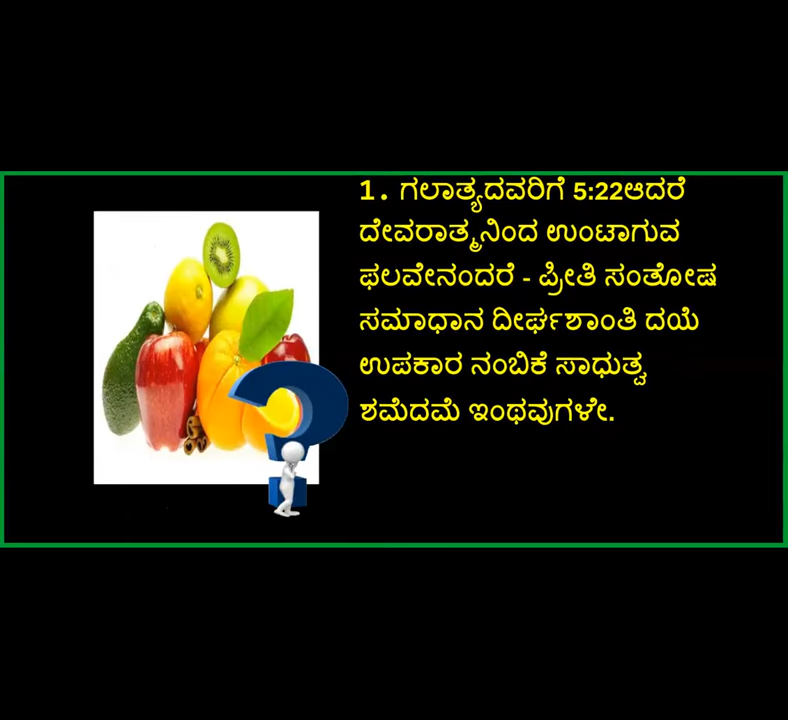 1. ಗಲಾತ್ಯದವರಿಗೆ 5:22ಆದರೆ
ದೇವರಾತ್ಮನಿಂದ ಉಂಟಾಗುವ
ಫಲವೇನಂದರೆ - ಪ್ರೀತಿ ಸಂತೋಷ
ಸಮಾಧಾನ ದೀರ್ಘಶಾಂತಿ ದಯೆ
ಉಪಕಾರ ನಂಬಿಕೆ ಸಾಧುತ್ವ
ಶಮೆದಮೆ ಇಂಥವುಗಳೇ.